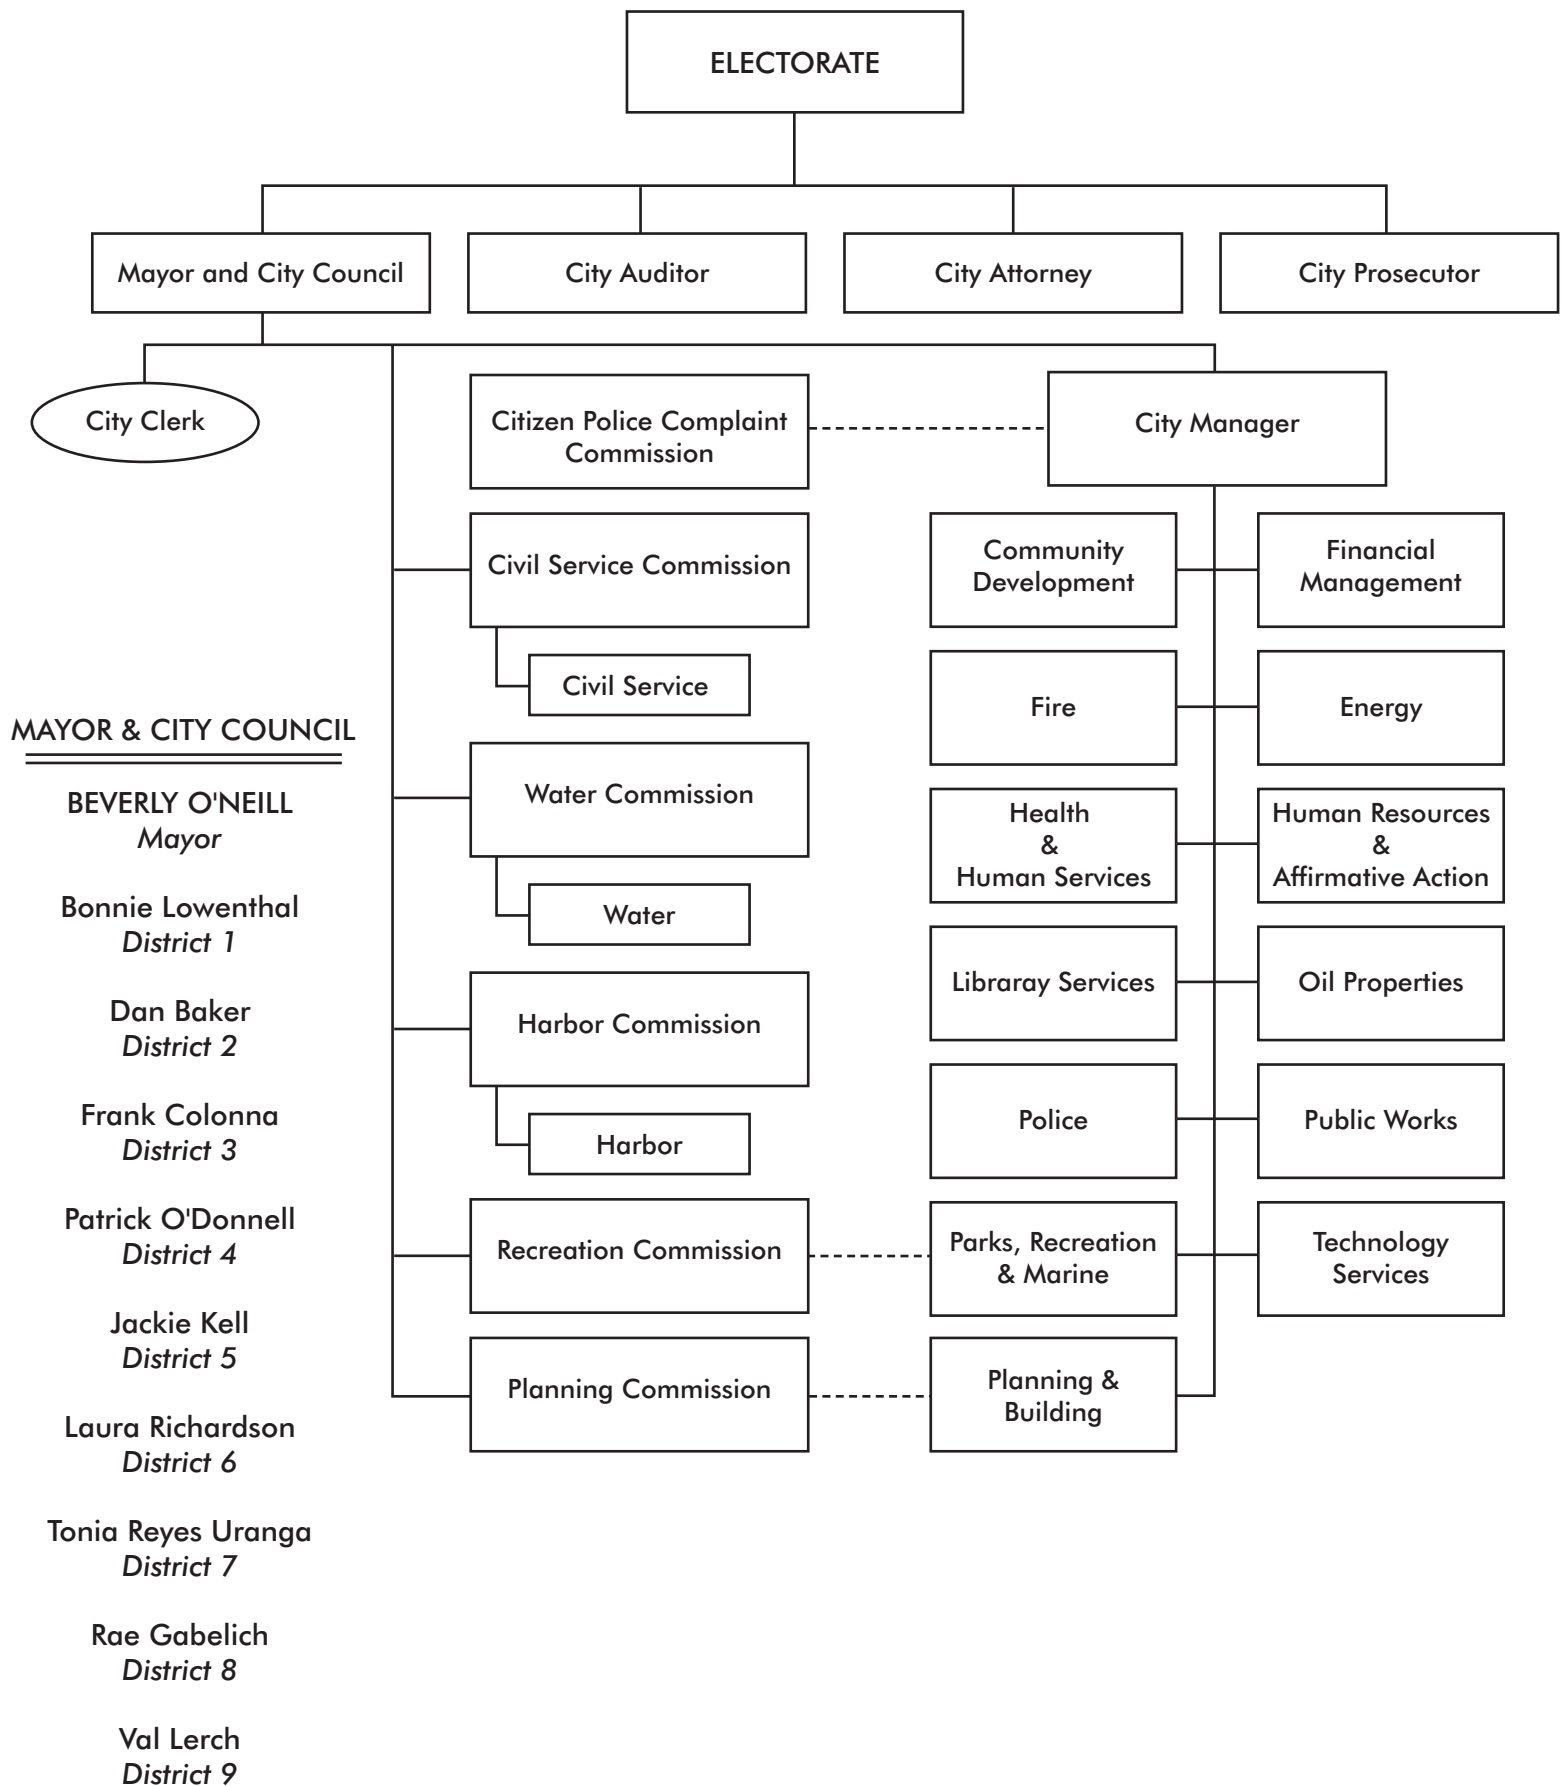 ELECTORATE
Mayor and City Council
City Auditor
City Attorney
City Prosecutor
City Clerk
Citizen Police Complaint
Commission
City Manager
Civil Service Commission
Civil Service
Water Commission
Water
Harbor Commission
Harbor
Recreation Commission
Planning Commission
Community
Development
Financial
Management
Fire
Energy
Health
&
Human Services
Human Resources
&
Affirmative Action
Libraray Services
Oil Properties
Police
Public Works
Parks, Recreation
& Marine
Technology
Services
Planning &
Building
MAYOR & CITY COUNCIL
BEVERLY O'NEILL
Mayor
Bonnie Lowenthal
District 1
Dan Baker
District 2
Frank Colonna
District 3
Patrick O'Donnell
District 4
Jackie Kell
District 5
Laura Richardson
District 6
Tonia Reyes Uranga
District 7
Rae Gabelich
District 8
Val Lerch
District 9